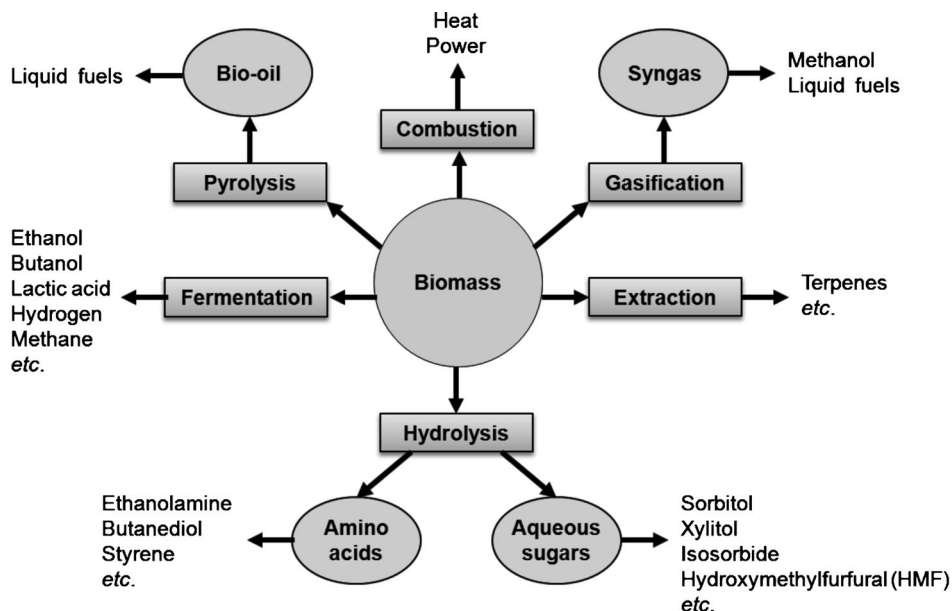 Heat
Power
Liquid fuels
Bio-oil
Syngas
Methanol
Liquid fuels
Combustion
Pyrolysis
Gasification
Ethanol
Butanol
Lactic acid
Hydrogen
Methane
etc.
Fermentation
Biomass
Extraction
Terpenes
etc.
Hydrolysis
Ethanolamine
Butanediol
Styrene
etc.
Amino
acids
Aqueous
sugars
Sorbitol
Xylitol
Isosorbide
Hydroxymethylfurfural (HMF)
etc.